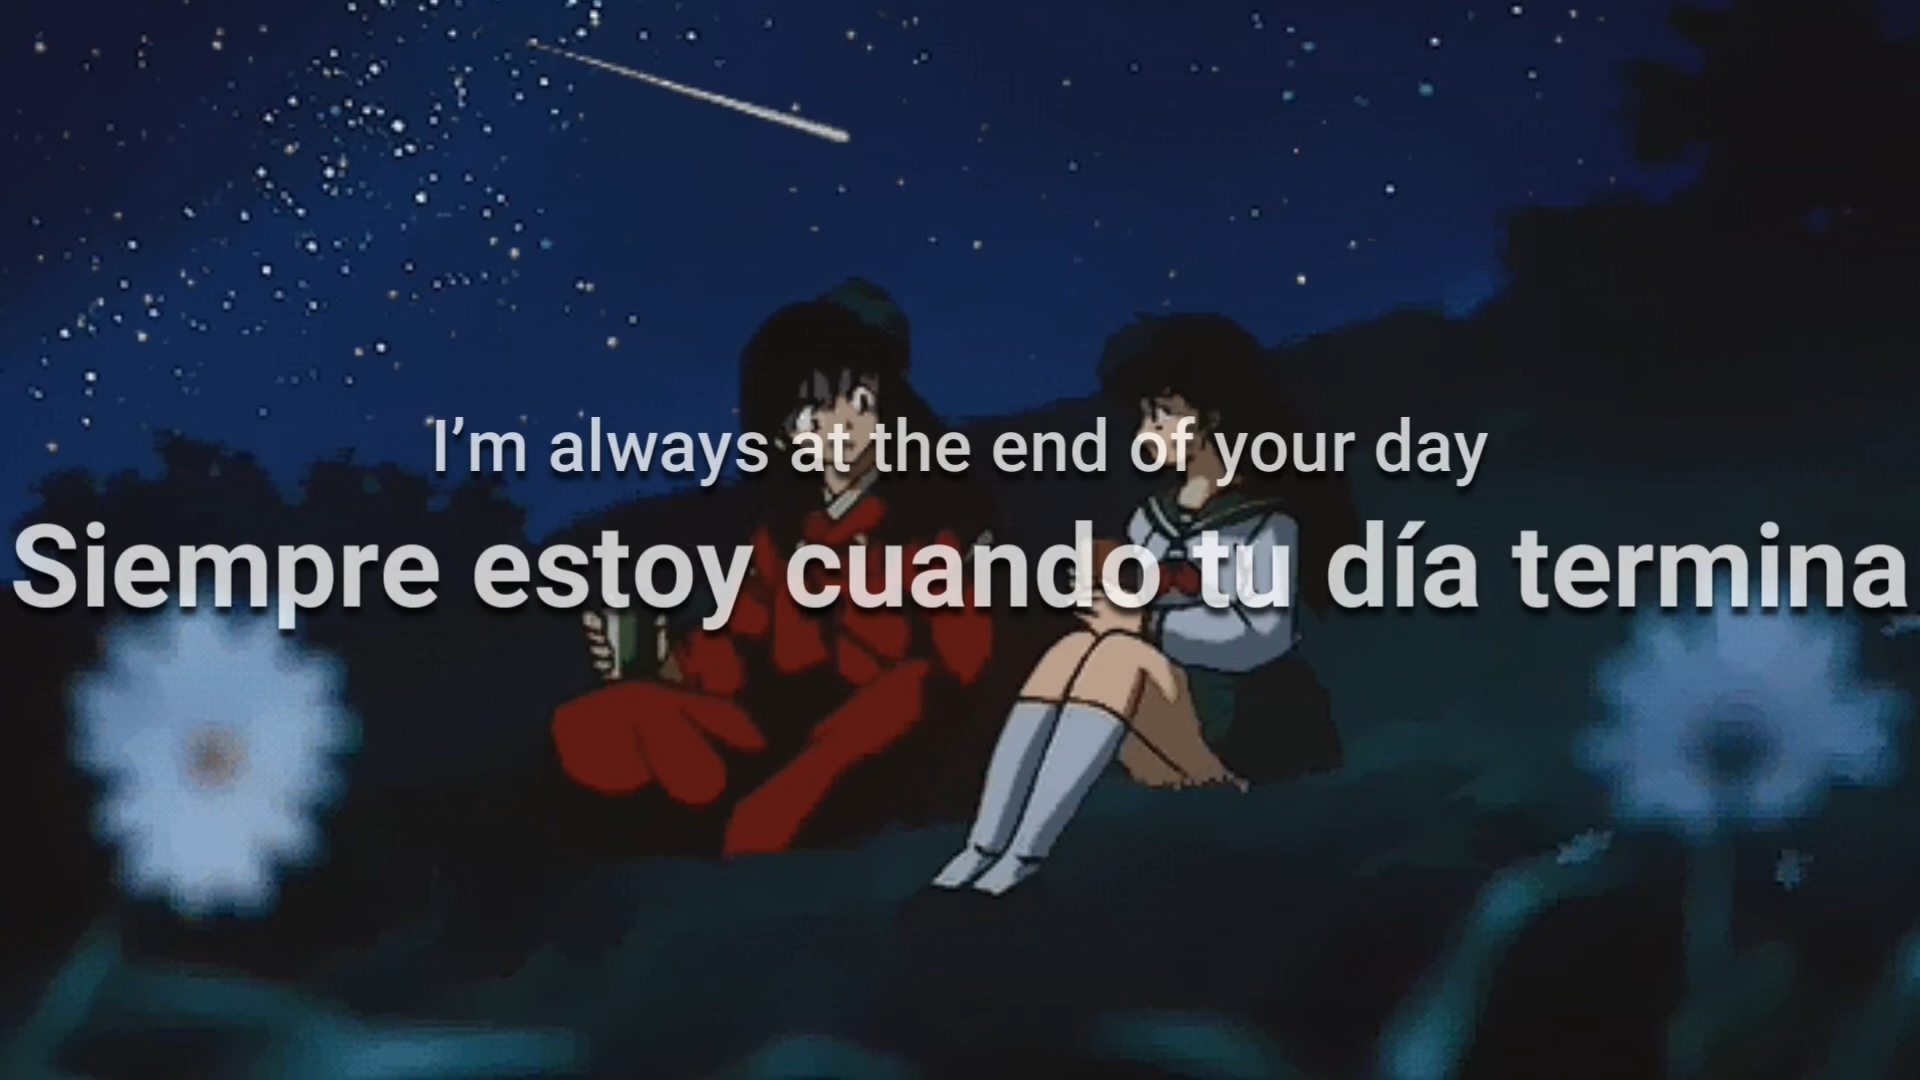 I’m always at the end of your day
Siempre estoy cuando tu día termina